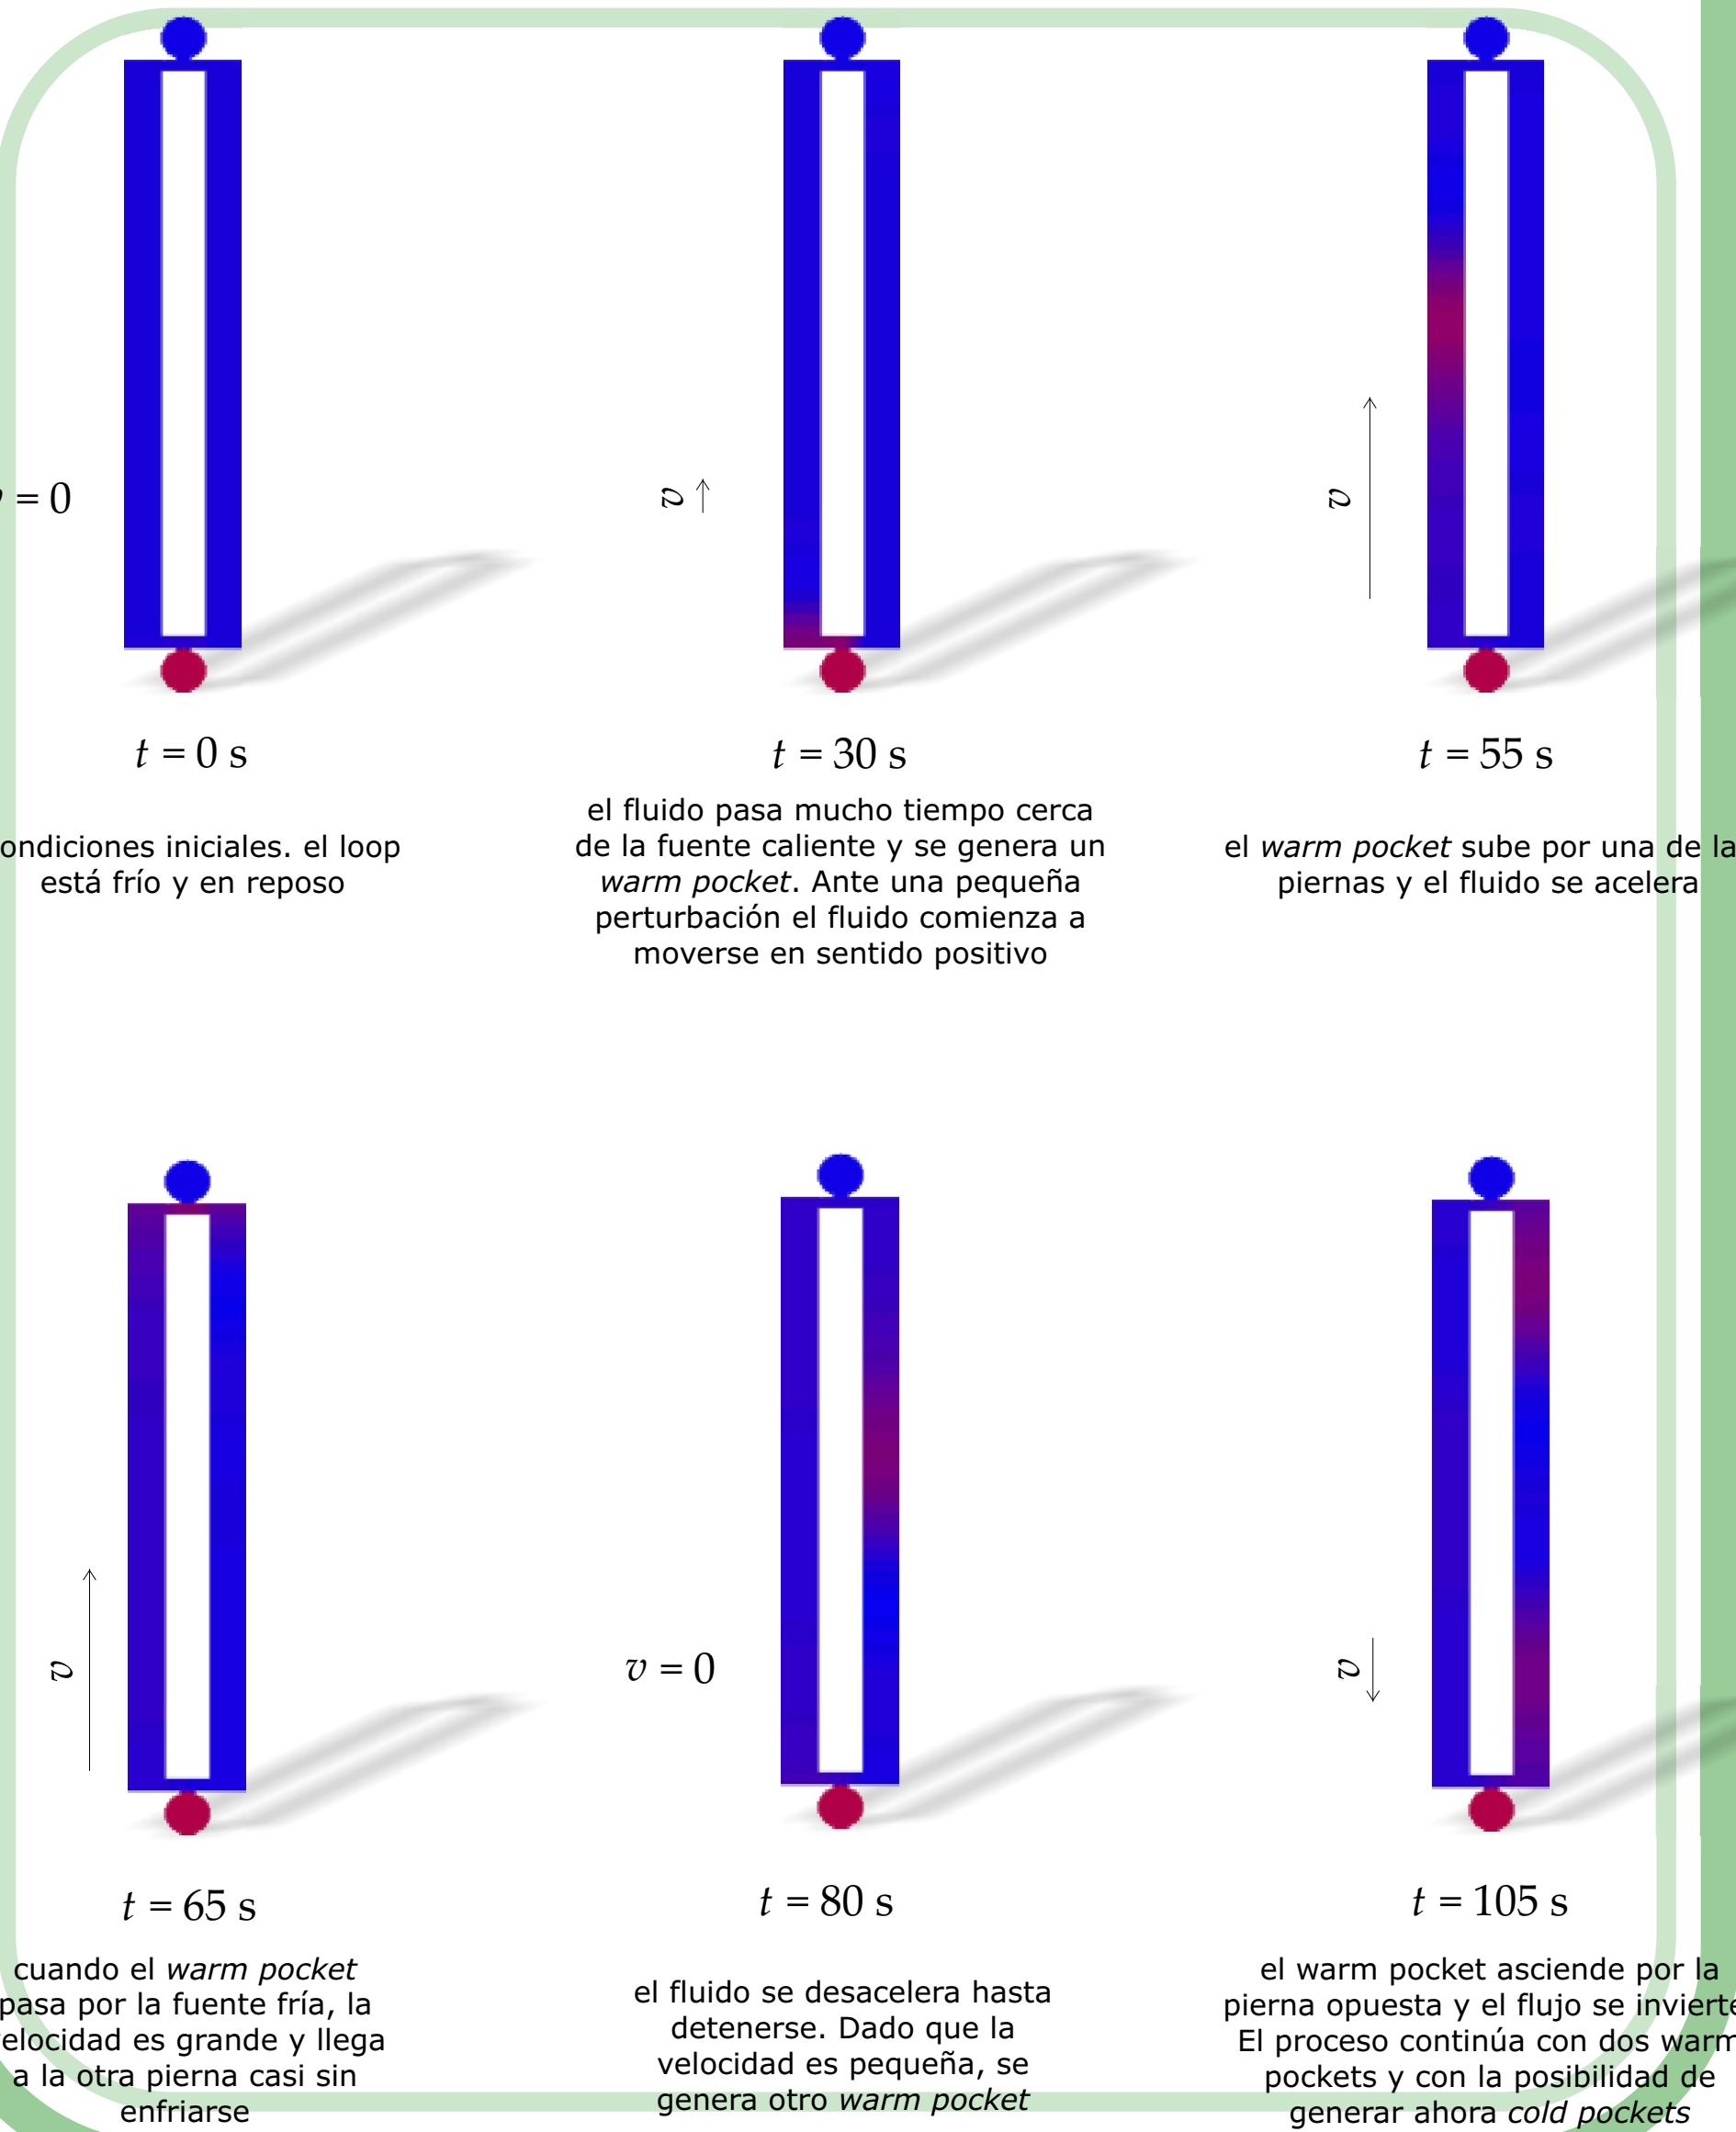 = 0
v
v
t = 0 s
t = 30 s
t = 55 s
ondiciones iniciales. el loop
está frío y en reposo
el fluido pasa mucho tiempo cerca
de la fuente caliente y se genera un
warm pocket. Ante una pequeña
perturbación el fluido comienza a
moverse en sentido positivo
el warm pocket sube por una de la
piernas y el fluido se acelera
v
v = 0
v
t = 65 s
t = 80 s
t = 105 s
cuando el warm pocket
pasa por la fuente fría, la
elocidad es grande y llega
a la otra pierna casi sin
enfriarse
el fluido se desacelera hasta
detenerse. Dado que la
velocidad es pequeña, se
genera otro warm pocket
el warm pocket asciende por la
pierna opuesta y el flujo se invierte
El proceso continúa con dos warm
pockets y con la posibilidad de
generar ahora cold pockets